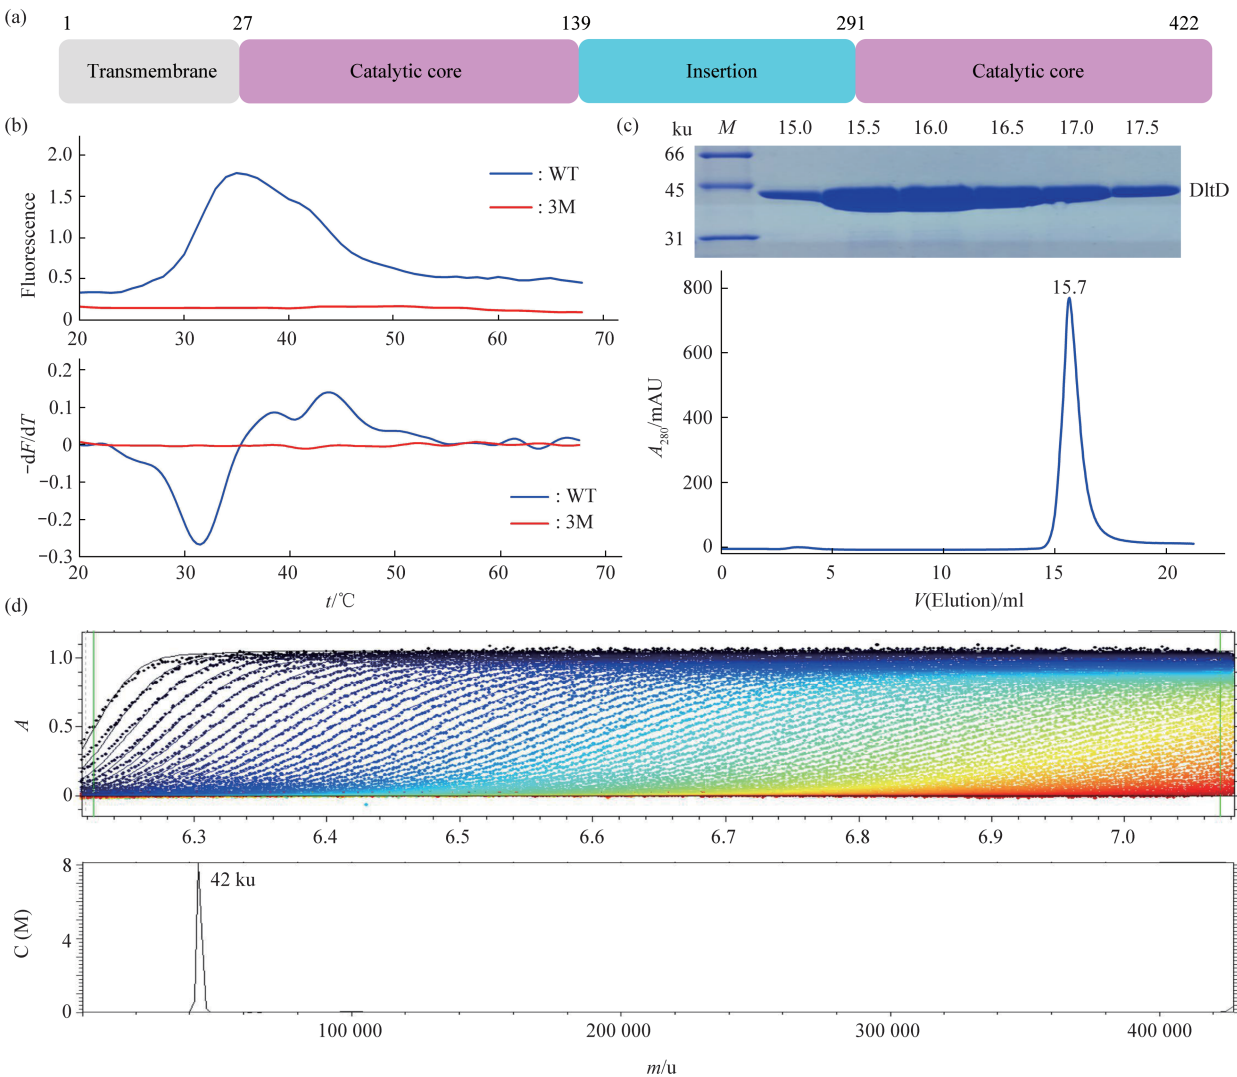 (a)
1 27 139 291 422
Transmembrane Catalytic core Insertion Catalytic core
(b)
Fluorescence
2.0
1.5
1.0
0.5
0
: WT
: 3M
20 30 40 50 60 70
−dF/dT
0.2
0.1
0
−0.1
−0.2
−0.3
: WT
: 3M
20 30 40 50 60 70
t/℃
(c)
ku M 15.0 15.5 16.0 16.5 17.0 17.5
66
45
31
DltD
A280/mAU
800
600
400
200
0
15.7
0 5 10 15 20
V(Elution)/ml
(d)
A
1.0
0.5
0
6.3 6.4 6.5 6.6 6.7 6.8 6.9 7.0
C (M)
8
4
0
42 ku
100 000 200 000 300 000 400 000
m/u